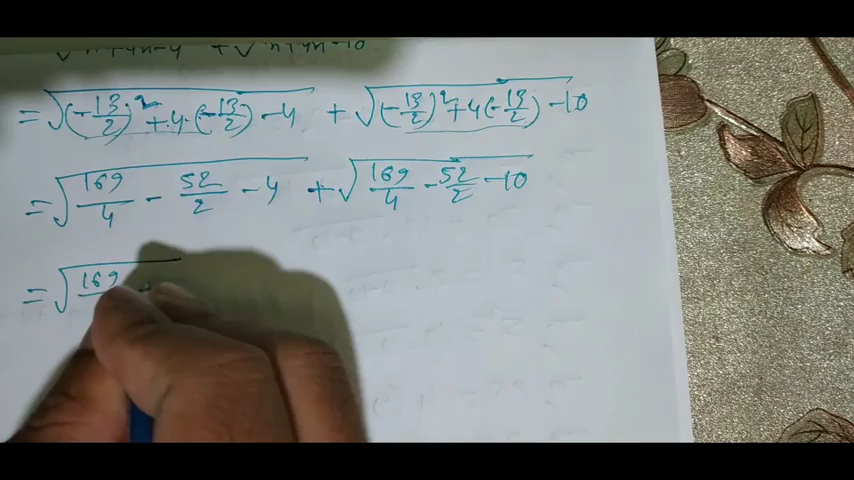 = √((-13/2)² + 4.(-13/2) - 4) + √((-13/2)² + 4(-13/2) - 10)
= √(169/4 - 52/2 - 4) + √(169/4 - 52/2 - 10)
= √(169